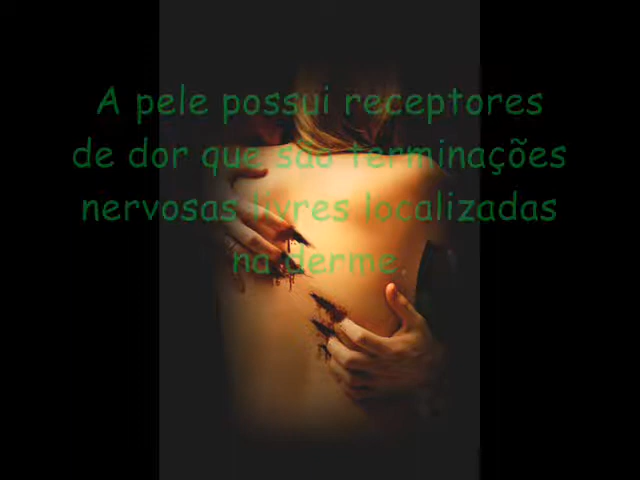 A pele possui receptores
de dor que são terminações
nervosas livres localizadas
na derme.